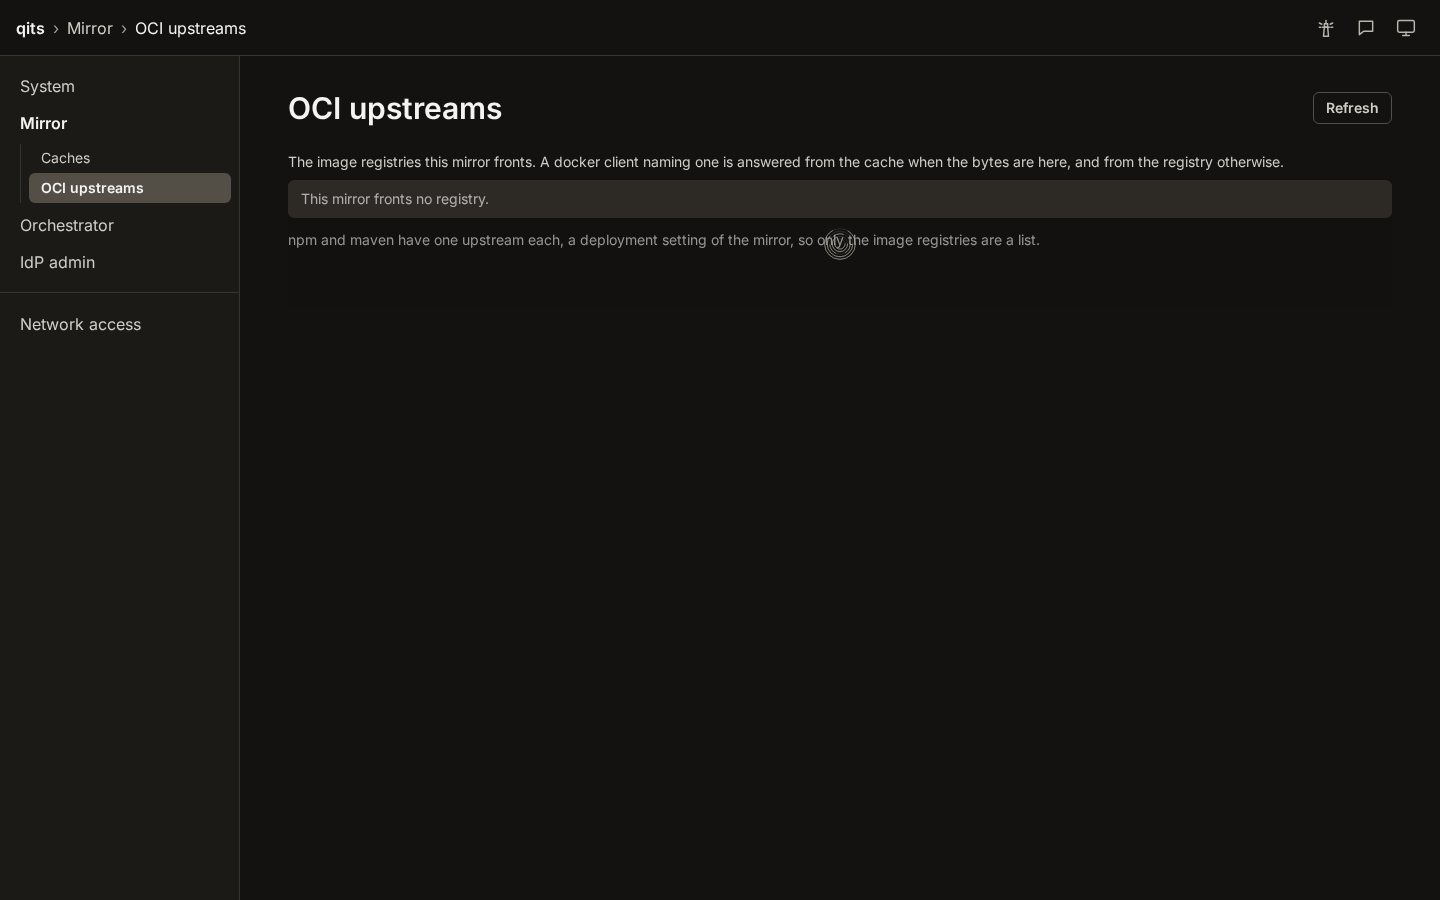 qits › Mirror › OCI upstreams
System
Mirror
Caches
OCI upstreams
Orchestrator
IdP admin
Network access
OCI upstreams
Refresh
The image registries this mirror fronts. A docker client naming one is answered from the cache when the bytes are here, and from the registry otherwise.
This mirror fronts no registry.
npm and maven have one upstream each, a deployment setting of the mirror, so only the image registries are a list.